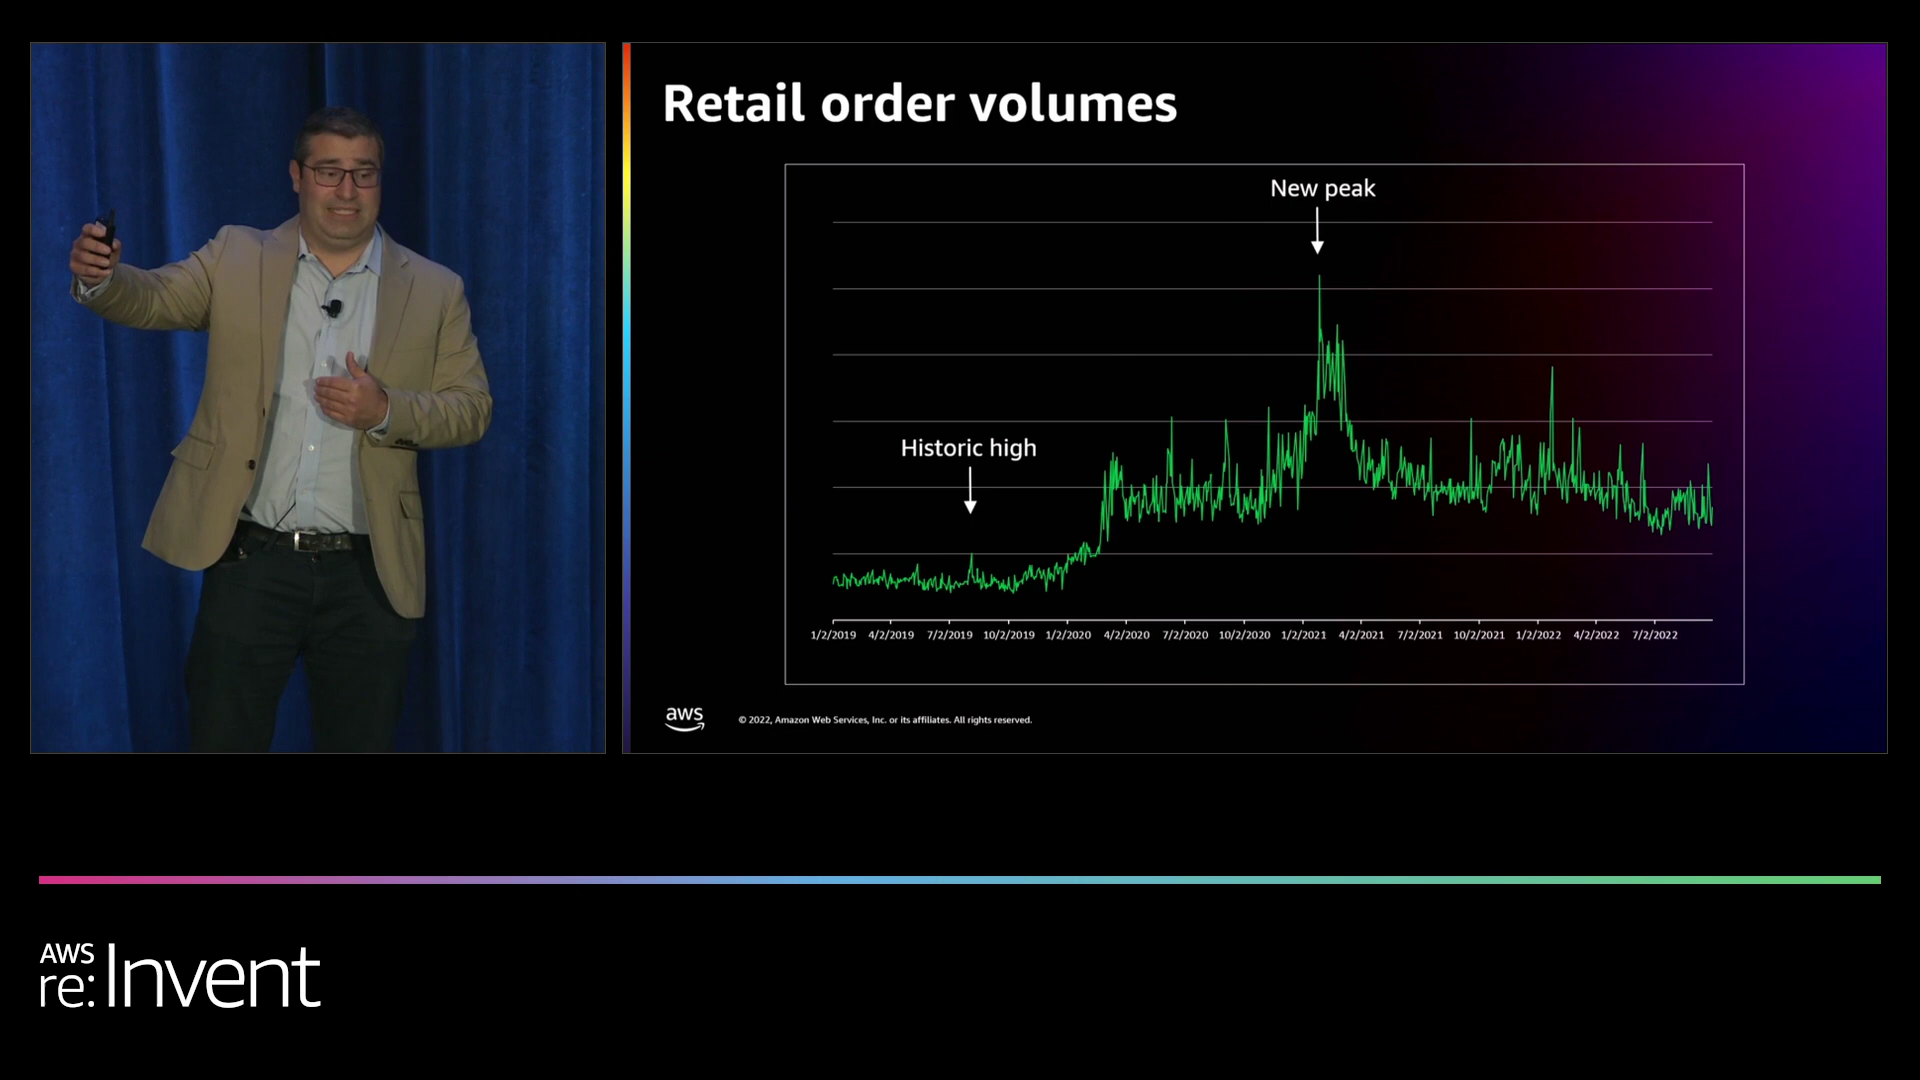 Retail order volumes
New peak
Historic high
1/2/2019 4/2/2019 7/2/2019 10/2/2019 1/2/2020 4/2/2020 7/2/2020 10/2/2020 1/2/2021 4/2/2021 7/2/2021 10/2/2021 1/2/2022 4/2/2022 7/2/2022
aws
© 2022, Amazon Web Services, Inc. or its affiliates. All rights reserved.
AWS
re:Invent